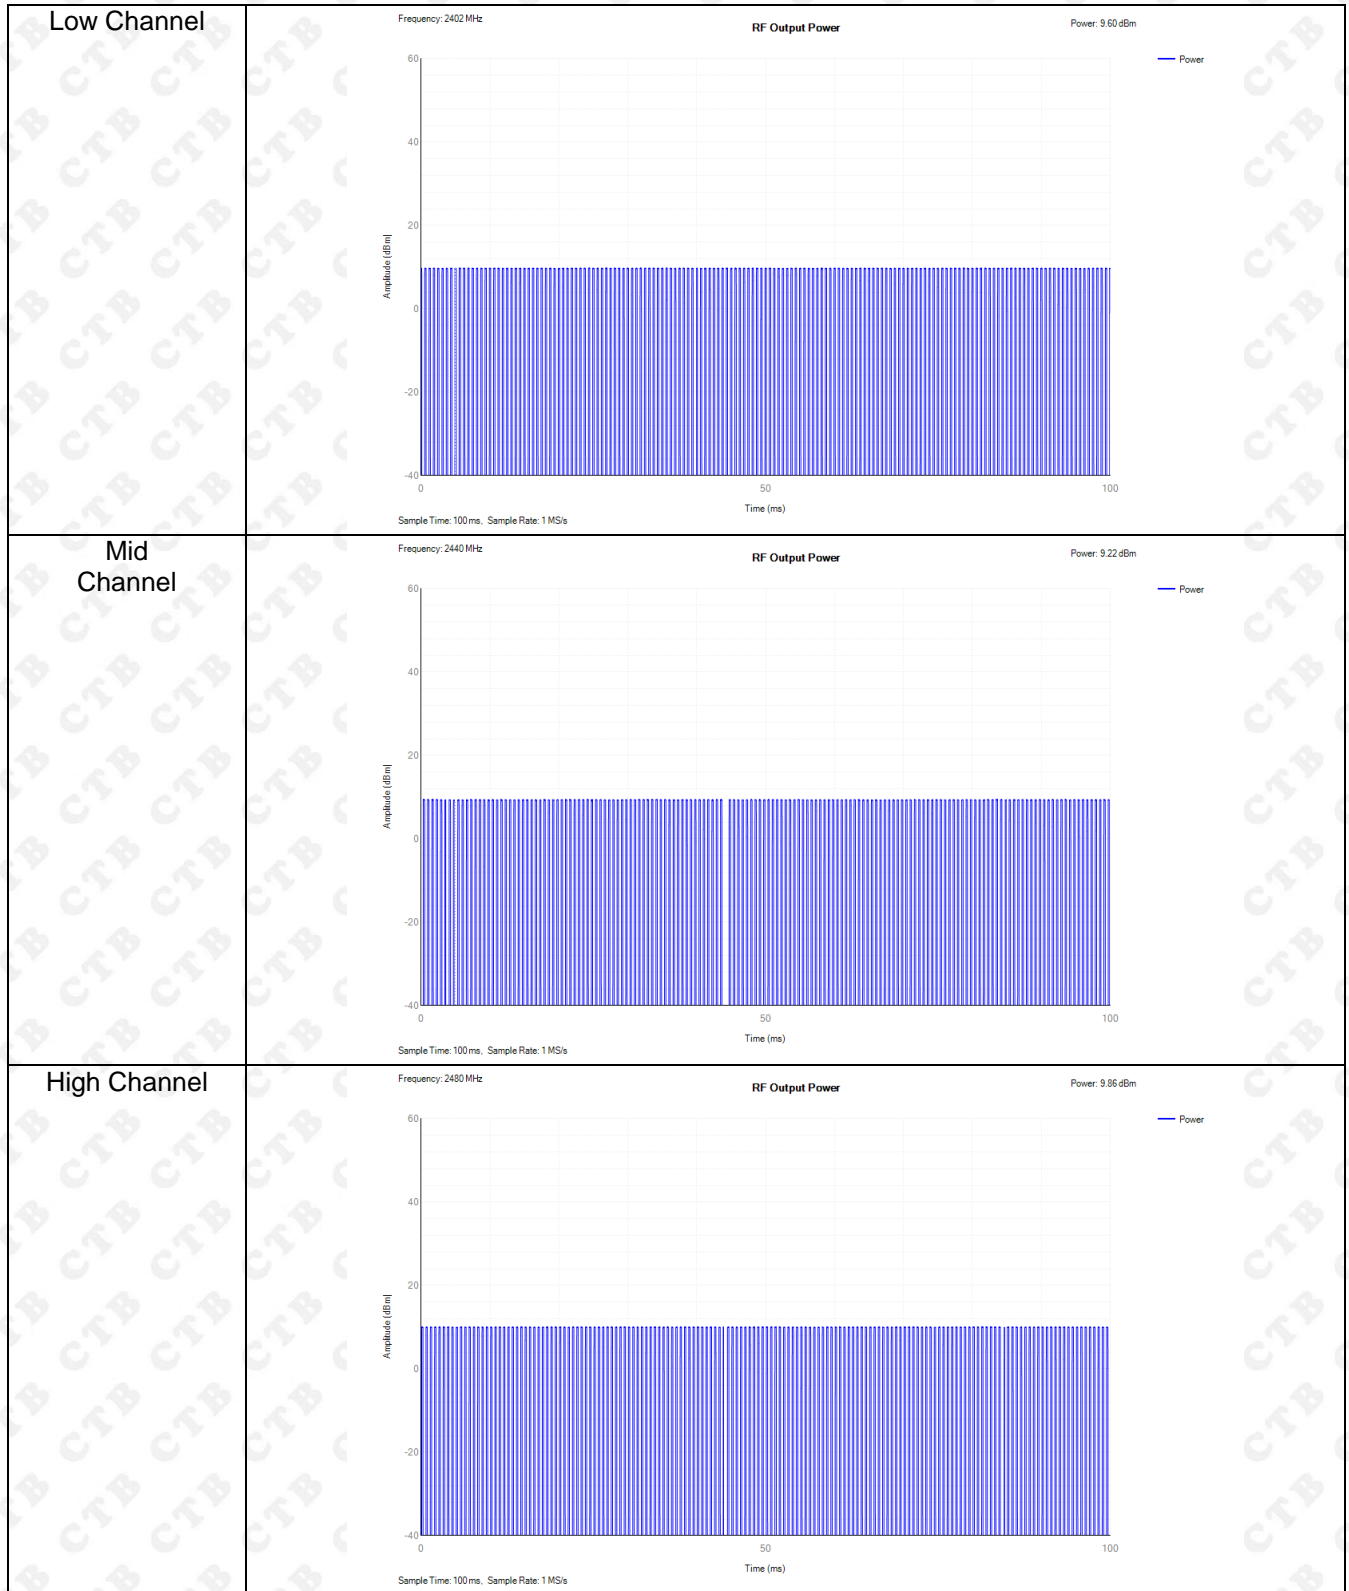 Low Channel
Frequency: 2402 MHz
RF Output Power
Power: 9.60 dBm
Power
60
40
20
0
-20
-40
Amplitude [dBm]
0
50
100
Time (ms)
Sample Time: 100 ms, Sample Rate: 1 MS/s
Mid
Channel
Frequency: 2440 MHz
RF Output Power
Power: 9.22 dBm
Power
60
40
20
0
-20
-40
Amplitude [dBm]
0
50
100
Time (ms)
Sample Time: 100 ms, Sample Rate: 1 MS/s
High Channel
Frequency: 2480 MHz
RF Output Power
Power: 9.86 dBm
Power
60
40
20
0
-20
-40
Amplitude [dBm]
0
50
100
Time (ms)
Sample Time: 100 ms, Sample Rate: 1 MS/s
CTB